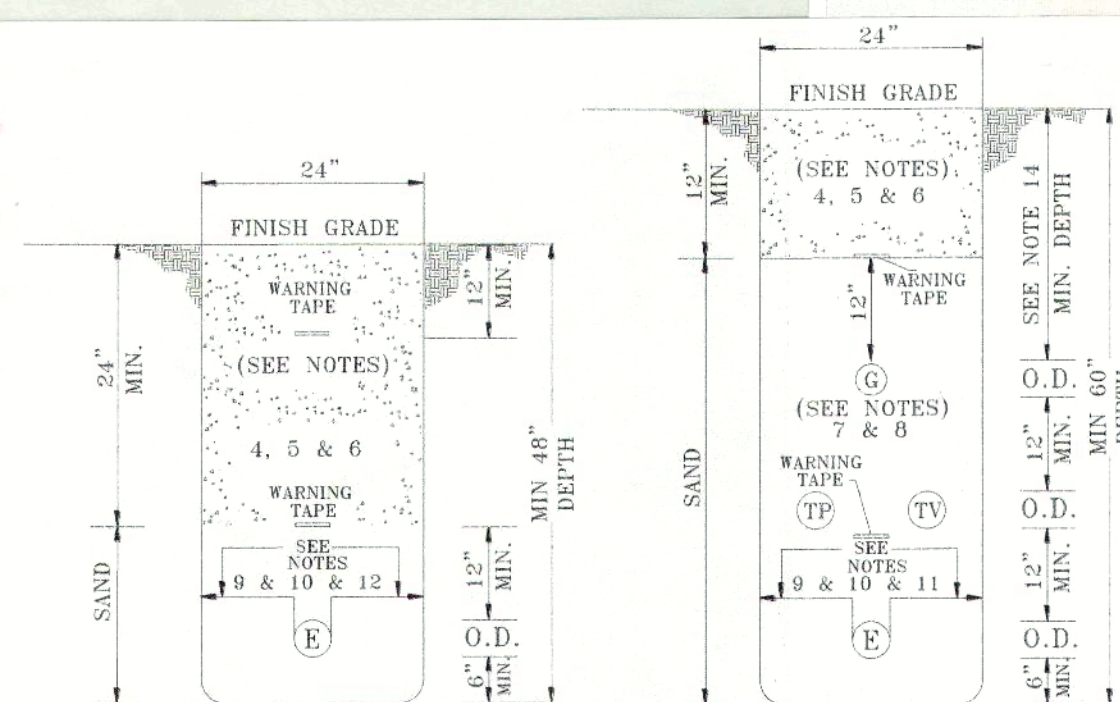 24"
FINISH GRADE
24"
MIN.
WARNING
TAPE
12"
MIN.
(SEE NOTES)
4, 5 & 6
WARNING
TAPE
MIN 48"
DEPTH
SAND
SEE
NOTES
9 & 10 & 12
12"
MIN.
E
O.D.
6"
MIN.
24"
FINISH GRADE
12"
MIN.
(SEE NOTES)
4, 5 & 6
WARNING
TAPE
12"
SEE NOTE 14
MIN. DEPTH
G
O.D.
(SEE NOTES)
7 & 8
12"
MIN.
MIN 60"
SAND
WARNING
TAPE
TP
TV
O.D.
SEE
NOTES
9 & 10 & 11
12"
MIN.
E
O.D.
6"
MIN.